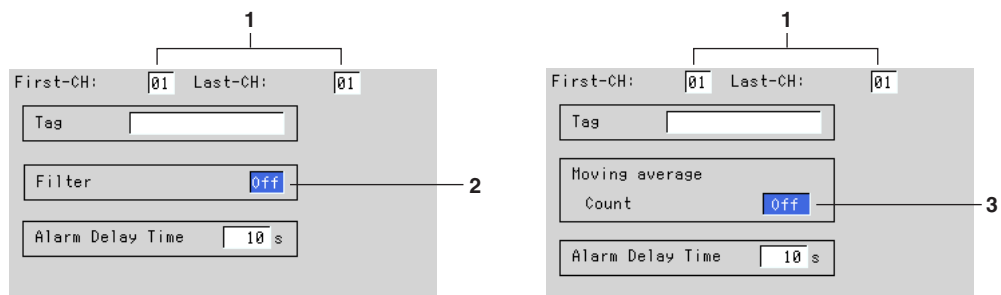 1
First-CH: 01 Last-CH: 01
Tag
Filter Off
2
Alarm Delay Time 10 s
1
First-CH: 01 Last-CH: 01
Tag
Moving average
Count Off
3
Alarm Delay Time 10 s